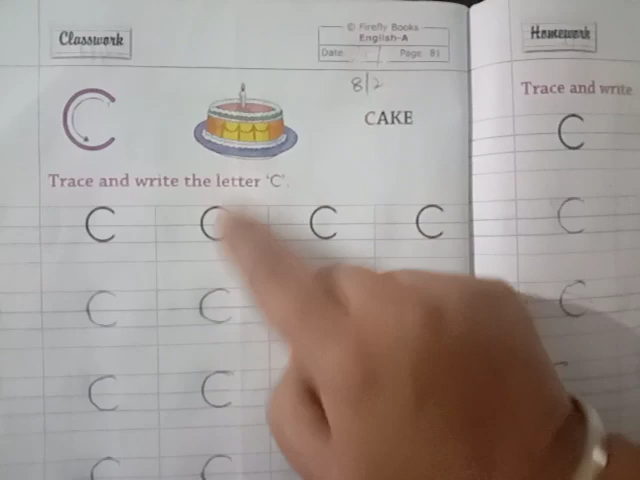 Classwork
© Firefly Books
English-A
Date: / / Page 81
8/2
C
CAKE
Trace and write the letter 'C'.
C C C C
C C
C C
C C
Homework
Trace and write
C
C
C